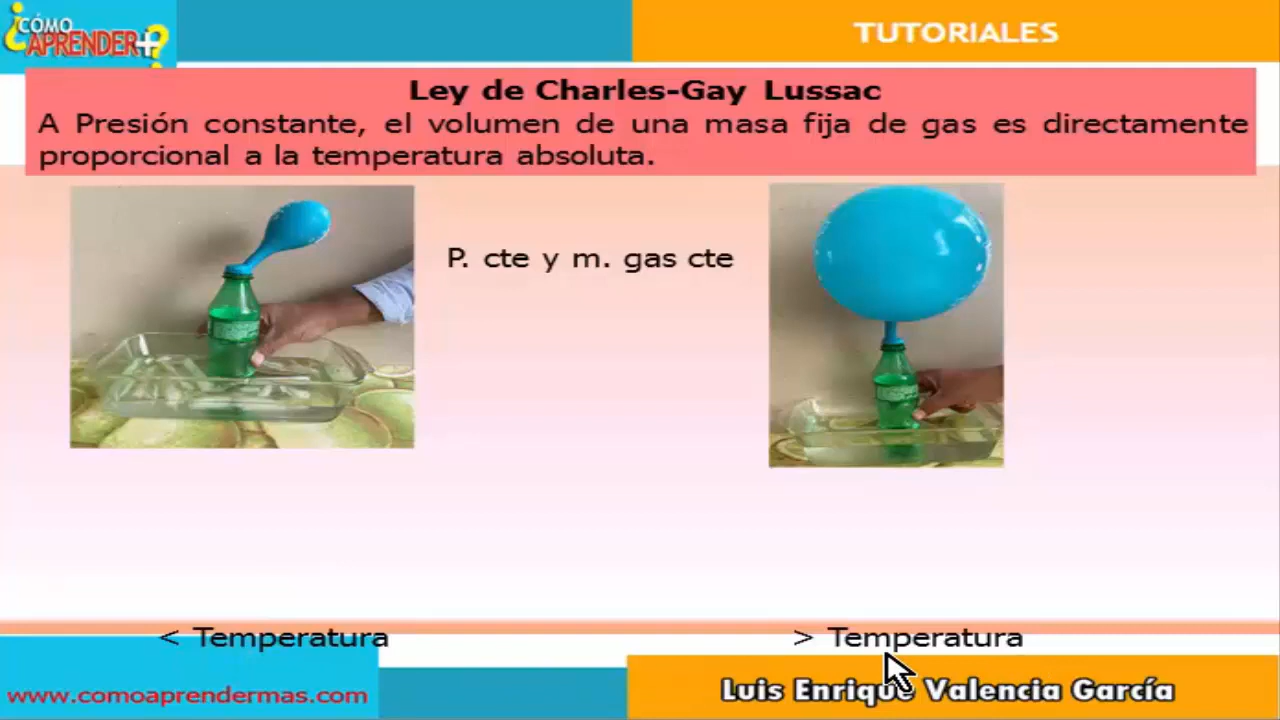 ¿CÓMO
APRENDER+?
TUTORIALES
Ley de Charles-Gay Lussac
A Presión constante, el volumen de una masa fija de gas es directamente
proporcional a la temperatura absoluta.
P. cte y m. gas cte
< Temperatura
> Temperatura
www.comoaprendermas.com
Luis Enrique Valencia García